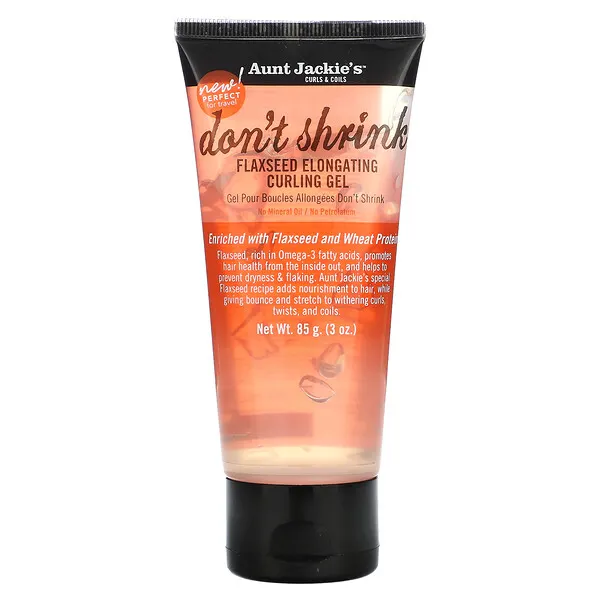 Aunt Jackie's™
CURLS & COILS
new!
PERFECT
for travel
don't shrink
FLAXSEED ELONGATING
CURLING GEL
Gel Pour Boucles Allongées Don't Shrink
No Mineral Oil / No Petrolatum
Enriched with Flaxseed and Wheat Protein
Flaxseed, rich in Omega-3 fatty acids, promotes
hair health from the inside out, and helps to
prevent dryness & flaking. Aunt Jackie's special
Flaxseed recipe adds nourishment to hair, while
giving bounce and stretch to withering curls,
twists, and coils.
Net Wt. 85 g. (3 oz.)